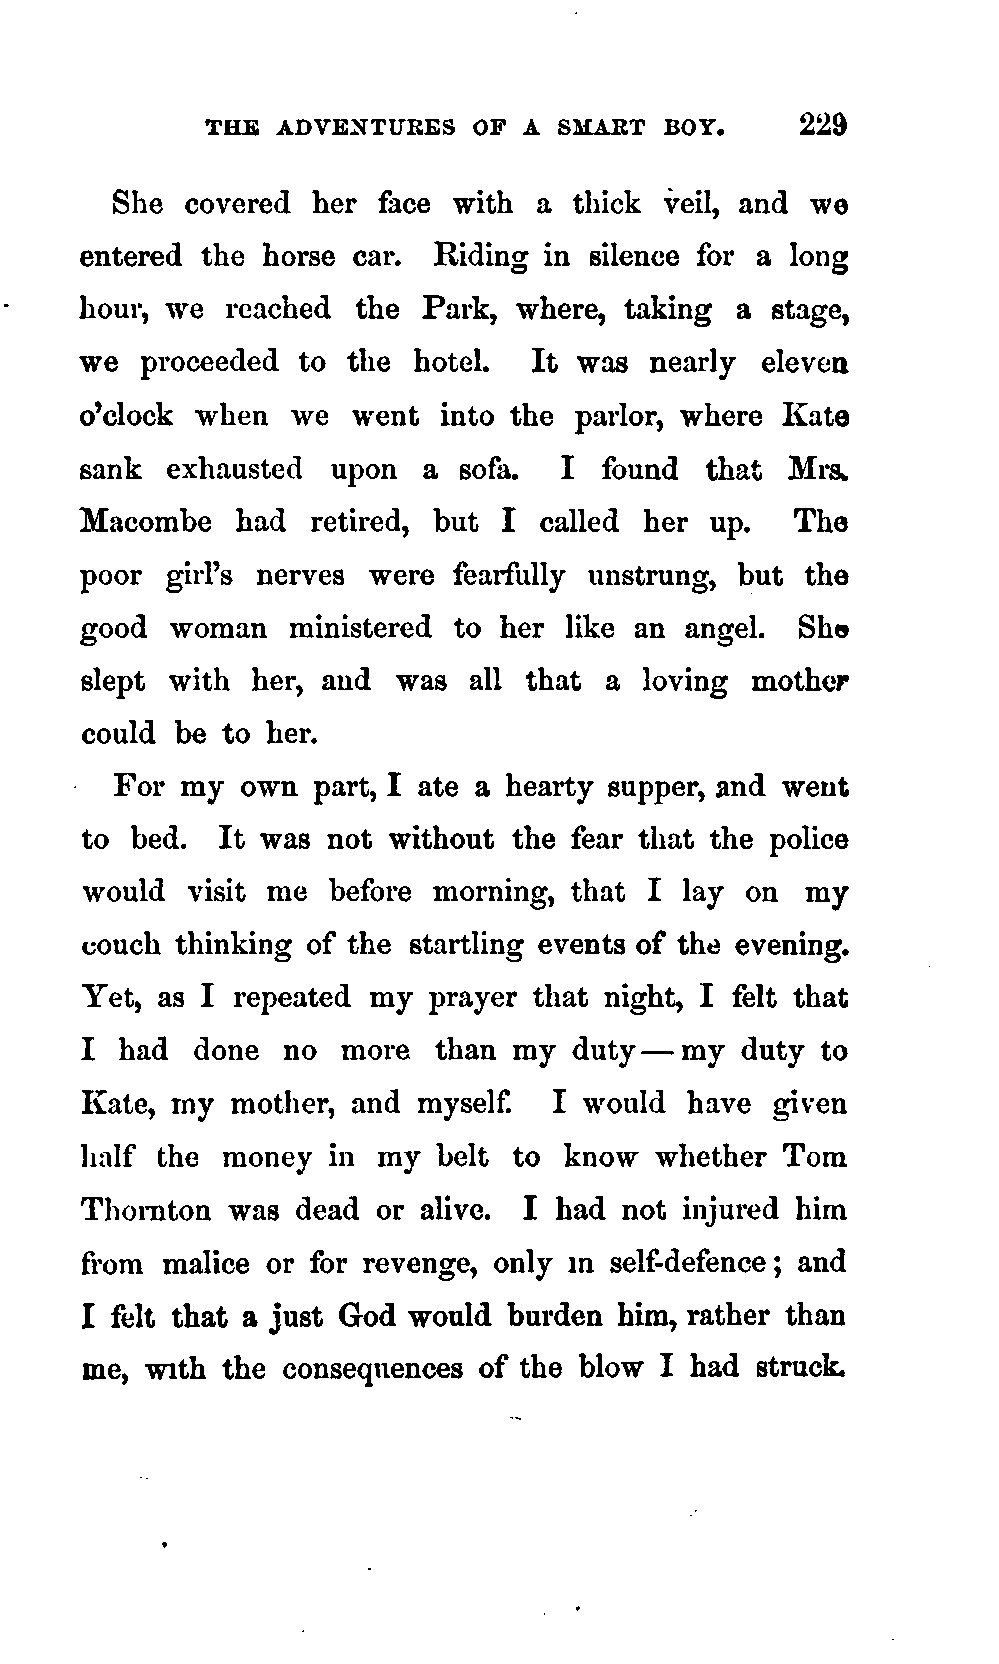 THE ADVENTURES OF A SMART BOY. 229
She covered her face with a thick veil, and we
entered the horse car. Riding in silence for a long
hour, we reached the Park, where, taking a stage,
we proceeded to the hotel. It was nearly eleven
o'clock when we went into the parlor, where Kate
sank exhausted upon a sofa. I found that Mrs.
Macombe had retired, but I called her up. The
poor girl's nerves were fearfully unstrung, but the
good woman ministered to her like an angel. She
slept with her, and was all that a loving mother
could be to her.
For my own part, I ate a hearty supper, and went
to bed. It was not without the fear that the police
would visit me before morning, that I lay on my
couch thinking of the startling events of the evening.
Yet, as I repeated my prayer that night, I felt that
I had done no more than my duty — my duty to
Kate, my mother, and myself. I would have given
half the money in my belt to know whether Tom
Thornton was dead or alive. I had not injured him
from malice or for revenge, only in self-defence; and
I felt that a just God would burden him, rather than
me, with the consequences of the blow I had struck.